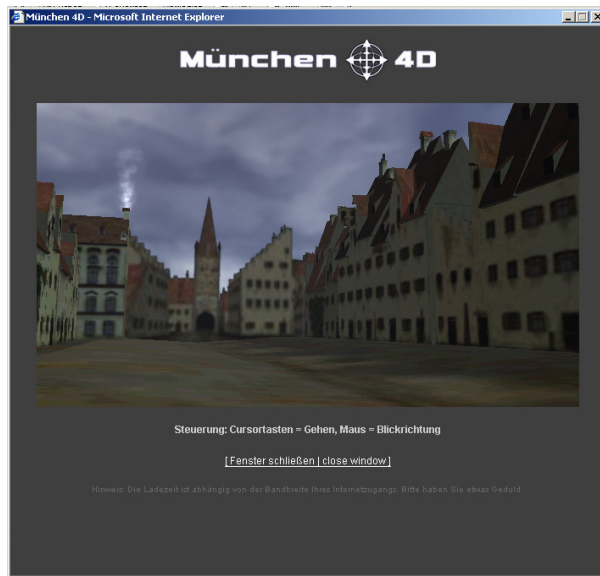 München 4D - Microsoft Internet Explorer
München 4D
Steuerung: Cursortasten = Gehen, Maus = Blickrichtung
[ Fenster schließen | close window ]
Hinweis: Die Ladezeit ist abhängig von der Bandbreite Ihres Internetzugangs. Bitte haben Sie etwas Geduld.